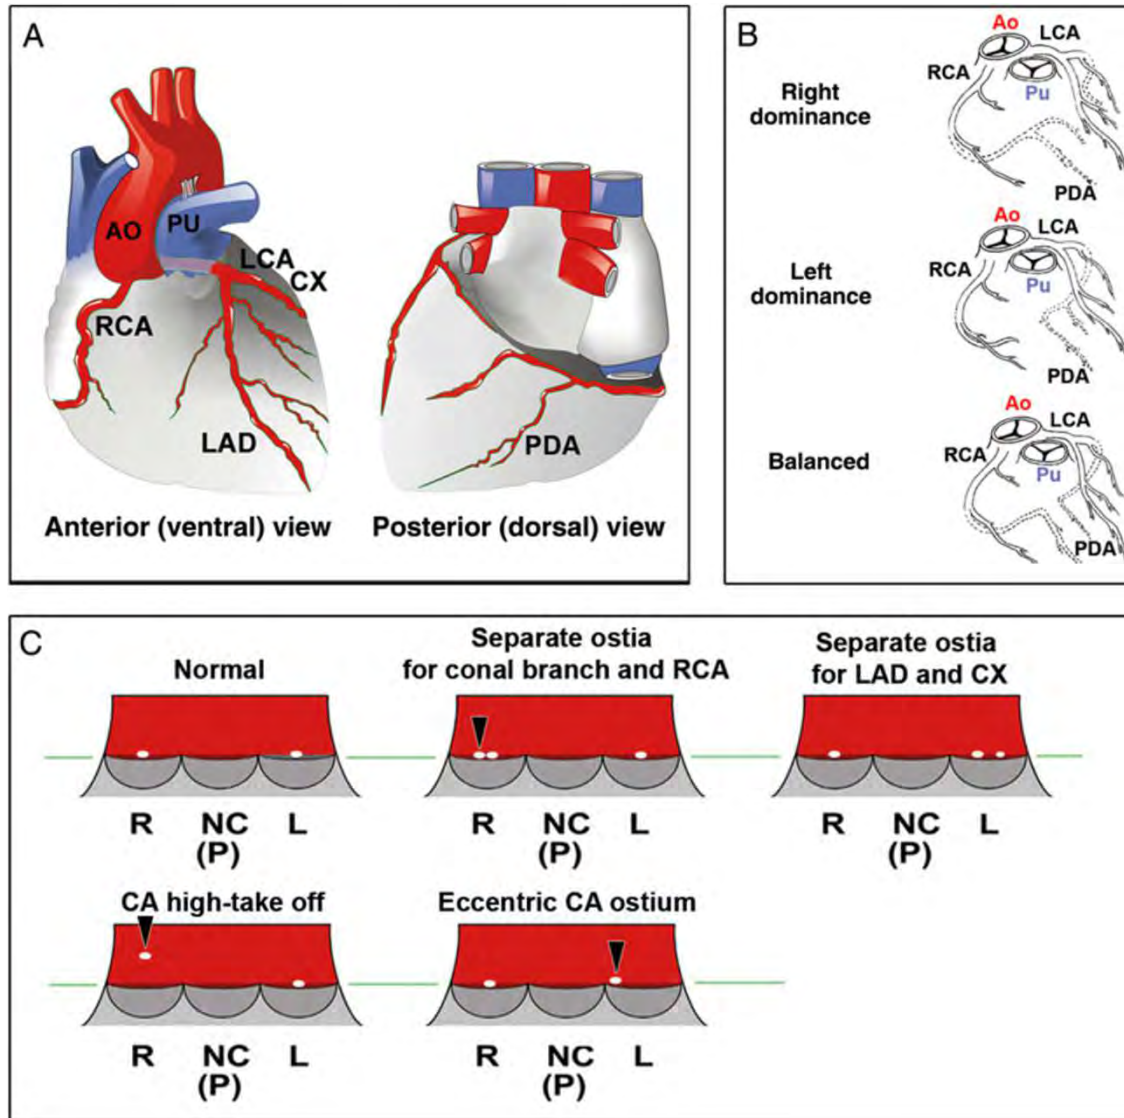 A
AO
PU
LCA
CX
RCA
LAD
PDA
Anterior (ventral) view
Posterior (dorsal) view
B
Right
dominance
Ao
LCA
RCA
Pu
PDA
Left
dominance
Ao
LCA
RCA
Pu
PDA
Balanced
Ao
LCA
RCA
Pu
PDA
C
Normal
R NC L
(P)
Separate ostia
for conal branch and RCA
R NC L
(P)
Separate ostia
for LAD and CX
R NC L
(P)
CA high-take off
R NC L
(P)
Eccentric CA ostium
R NC L
(P)